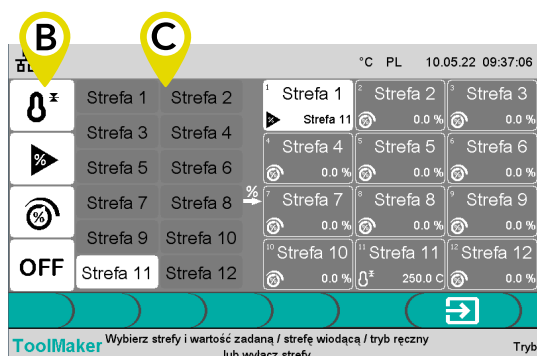 B
C
°C PL 10.05.22 09:37:06
Strefa 1 Strefa 2
Strefa 3 Strefa 4
Strefa 5 Strefa 6
Strefa 7 Strefa 8
Strefa 9 Strefa 10
Strefa 11 Strefa 12
%
%
OFF
%
1 Strefa 1
% Strefa 11
2 Strefa 2
% 0.0 %
3 Strefa 3
% 0.0 %
4 Strefa 4
% 0.0 %
5 Strefa 5
% 0.0 %
6 Strefa 6
% 0.0 %
7 Strefa 7
% 0.0 %
8 Strefa 8
% 0.0 %
9 Strefa 9
% 0.0 %
10 Strefa 10
% 0.0 %
11 Strefa 11
250.0 C
12 Strefa 12
% 0.0 %
ToolMaker
Wybierz strefy i wartość zadaną / strefę wiodącą / tryb ręczny
lub wyłącz strefy
Tryb